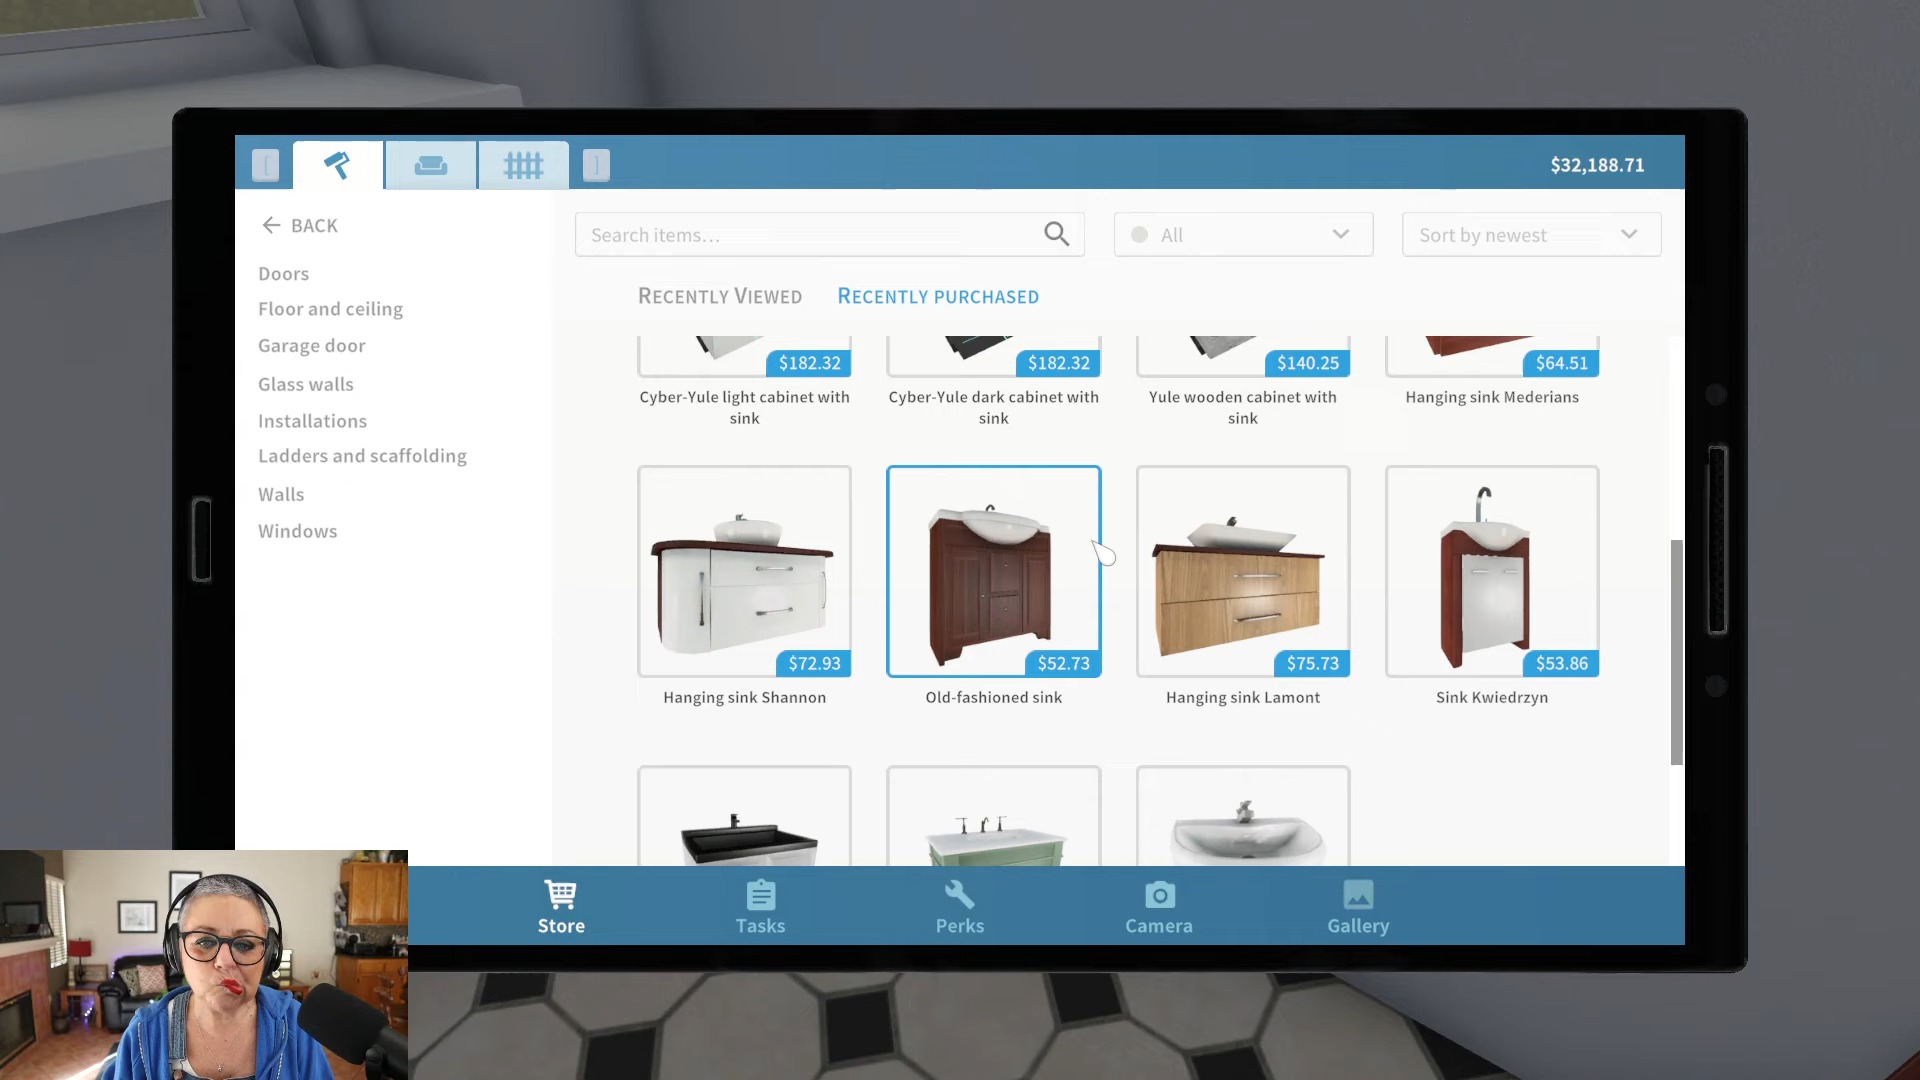 [
]
$32,188.71
BACK
Search items...
All
Sort by newest
Doors
Floor and ceiling
Garage door
Glass walls
Installations
Ladders and scaffolding
Walls
Windows
RECENTLY VIEWED
RECENTLY PURCHASED
$182.32
$182.32
$140.25
$64.51
Cyber-Yule light cabinet with
sink
Cyber-Yule dark cabinet with
sink
Yule wooden cabinet with
sink
Hanging sink Mederians
$72.93
$52.73
$75.73
$53.86
Hanging sink Shannon
Old-fashioned sink
Hanging sink Lamont
Sink Kwiedrzyn
Store
Tasks
Perks
Camera
Gallery